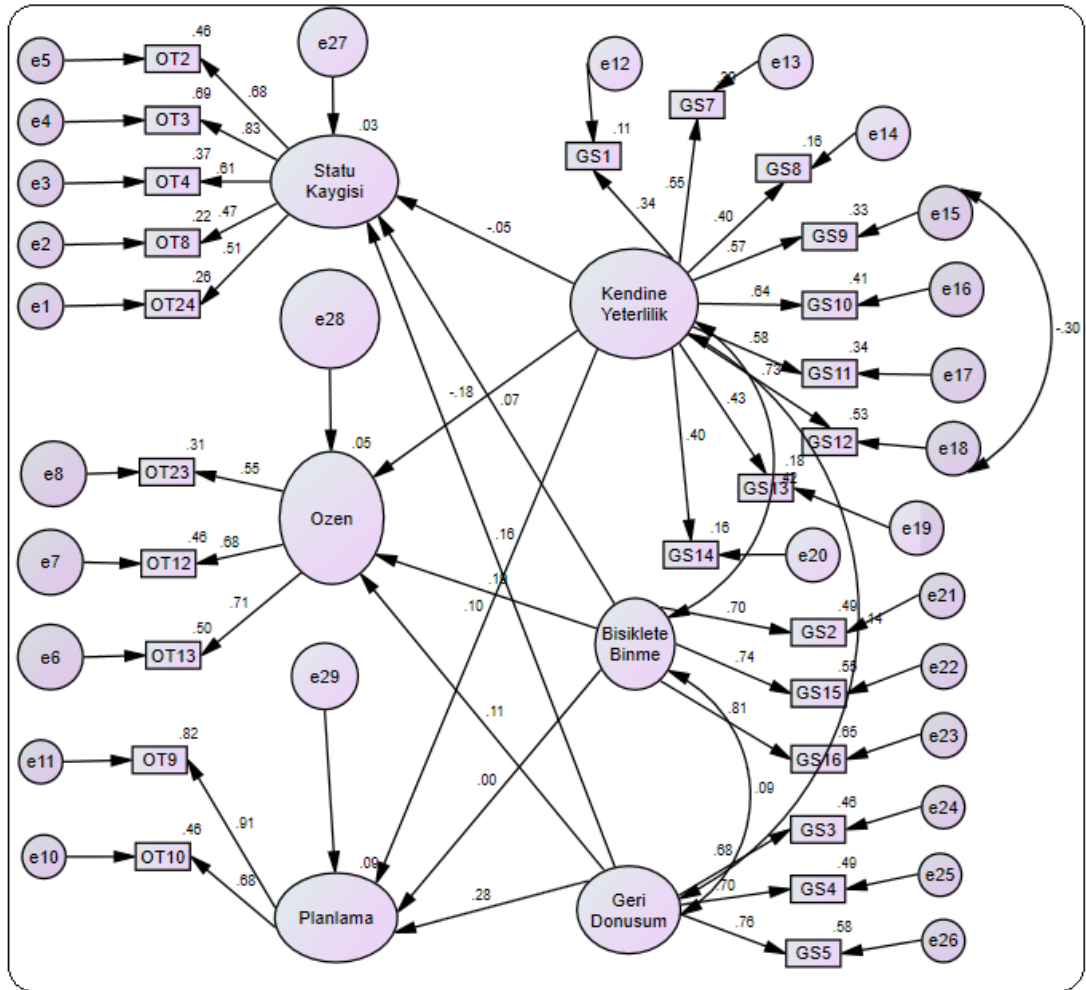 e27
e5
OT2
.46
.68
e4
OT3
.69
.83
.03
e3
OT4
.37
.61
Statu
Kaygisi
e2
OT8
.22
.47
e1
OT24
.26
.51
e12
GS1
.11
.34
e13
GS7
.55
e14
GS8
.16
.40
e15
GS9
.33
.57
e16
GS10
.41
.64
Kendine
Yeterlilik
e17
GS11
.34
.58
e18
GS12
.53
.73
-.30
e19
GS13
.18
.43
.42
e20
GS14
.16
.40
-.05
-.18
.07
e28
.05
e8
OT23
.31
.55
Ozen
e7
OT12
.46
.68
e6
OT13
.50
.71
.16
.10
.11
.00
.28
Bisiklete
Binme
e21
GS2
.49
.70
.14
e22
GS15
.55
.74
e23
GS16
.65
.81
.09
e29
.09
e11
OT9
.82
.91
e10
OT10
.46
.68
Planlama
Geri
Donusum
e24
GS3
.46
.68
e25
GS4
.49
.70
e26
GS5
.58
.76